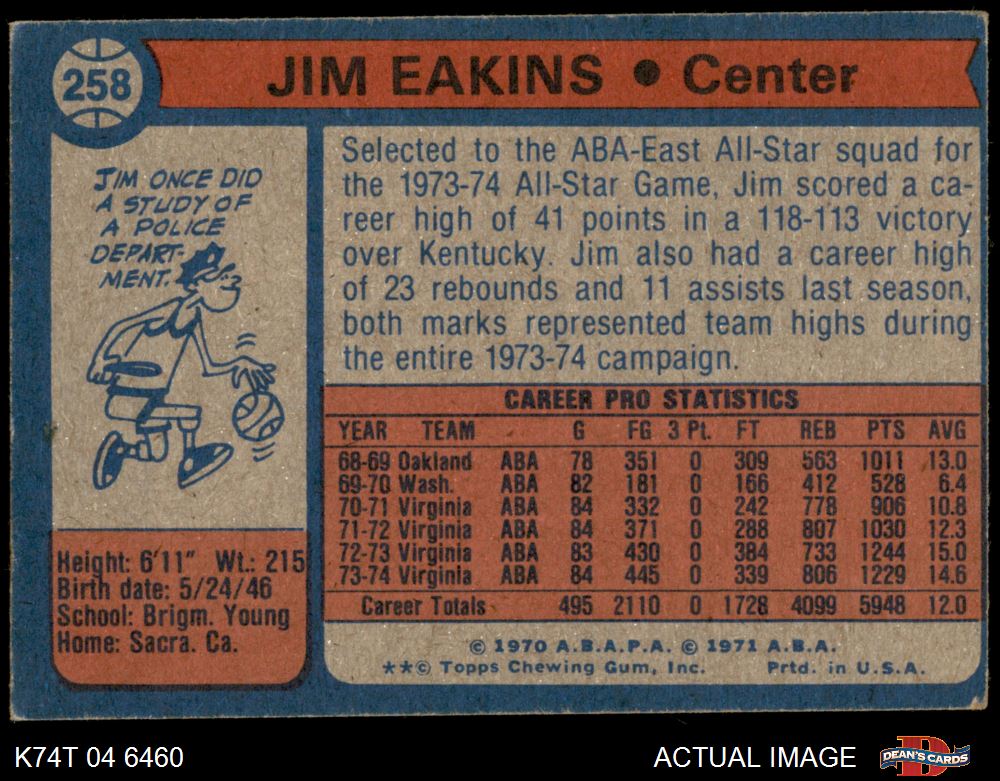 258
JIM EAKINS • Center
JIM ONCE DID
A STUDY OF
A POLICE
DEPART-
MENT.
Height: 6'11" Wt.: 215
Birth date: 5/24/46
School: Brigm. Young
Home: Sacra. Ca.
Selected to the ABA-East All-Star squad for
the 1973-74 All-Star Game, Jim scored a ca-
reer high of 41 points in a 118-113 victory
over Kentucky. Jim also had a career high
of 23 rebounds and 11 assists last season,
both marks represented team highs during
the entire 1973-74 campaign.
CAREER PRO STATISTICS
YEAR TEAM G FG 3 Pt. FT REB PTS AVG
68-69 Oakland ABA 78 351 0 309 563 1011 13.0
69-70 Wash. ABA 82 181 0 166 412 528 6.4
70-71 Virginia ABA 84 332 0 242 778 906 10.8
71-72 Virginia ABA 84 371 0 288 807 1030 12.3
72-73 Virginia ABA 83 430 0 384 733 1244 15.0
73-74 Virginia ABA 84 445 0 339 806 1229 14.6
Career Totals 495 2110 0 1728 4099 5948 12.0
© 1970 A.B.A.P.A. © 1971 A.B.A.
**© Topps Chewing Gum, Inc. Prtd. in U.S.A.
K74T 04 6460
ACTUAL IMAGE
D
DEAN'S CARDS